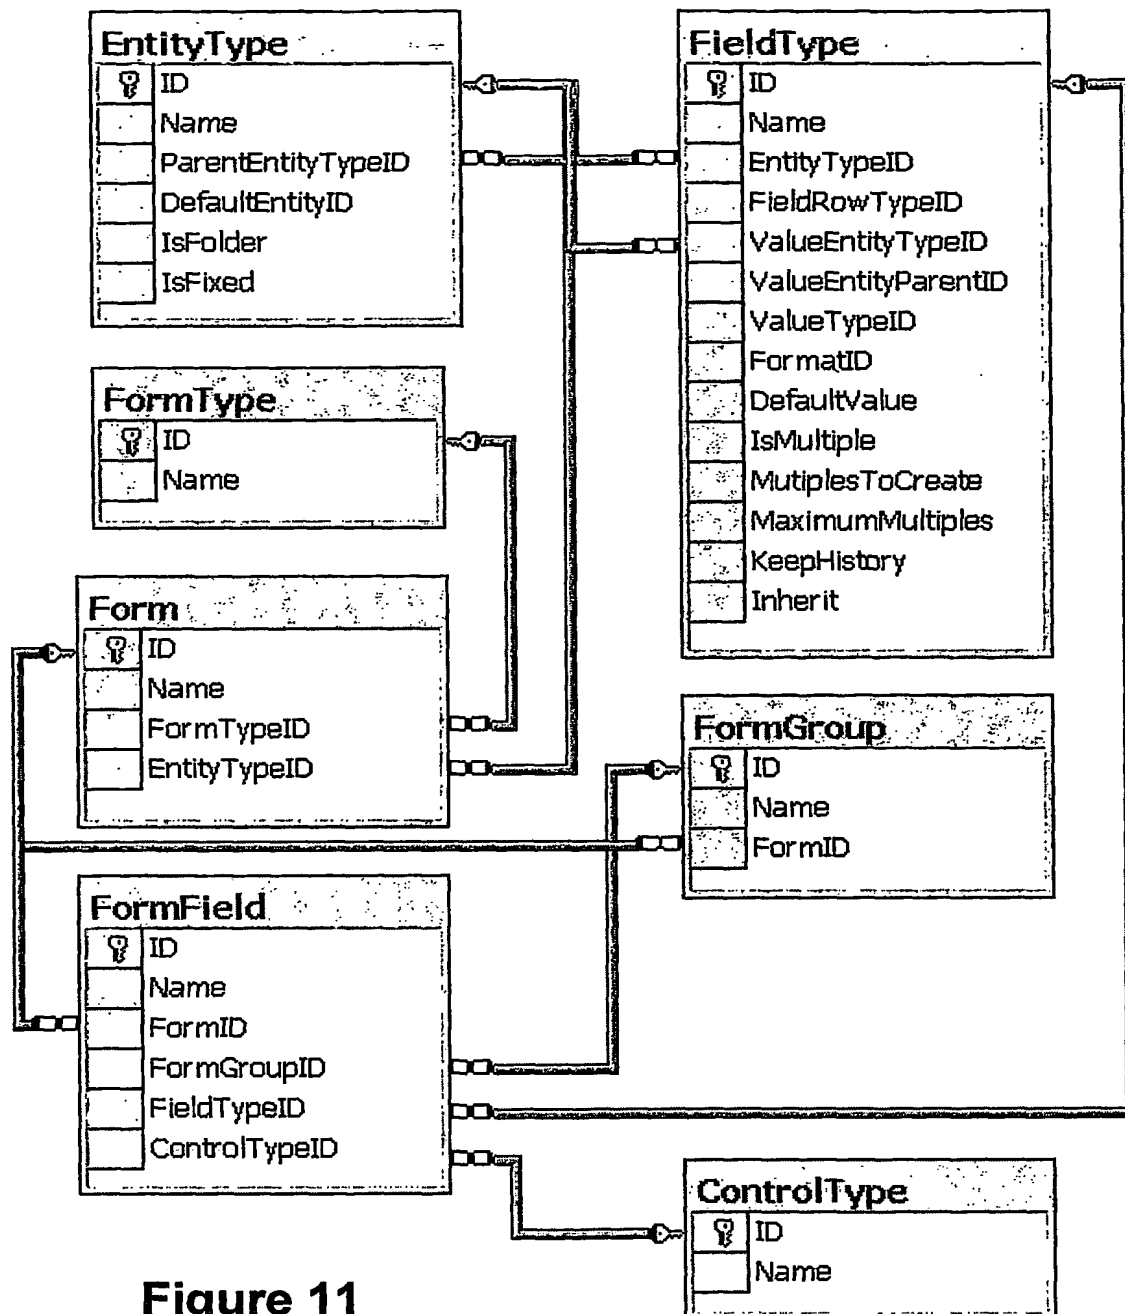 EntityType
ID
Name
ParentEntityTypeID
DefaultEntityID
IsFolder
IsFixed
FieldType
ID
Name
EntityTypeID
FieldRowTypeID
ValueEntityTypeID
ValueEntityParentID
ValueTypeID
FormatID
DefaultValue
IsMultiple
MutiplesToCreate
MaximumMultiples
KeepHistory
Inherit
FormType
ID
Name
Form
ID
Name
FormTypeID
EntityTypeID
FormGroup
ID
Name
FormID
FormField
ID
Name
FormID
FormGroupID
FieldTypeID
ControlTypeID
ControlType
ID
Name
Figure 11